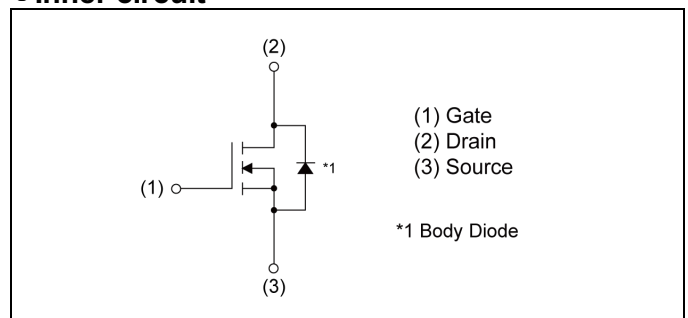 Inner circuit
(2)
(1) Gate
(2) Drain
(3) Source
*1
(1)
*1 Body Diode
(3)